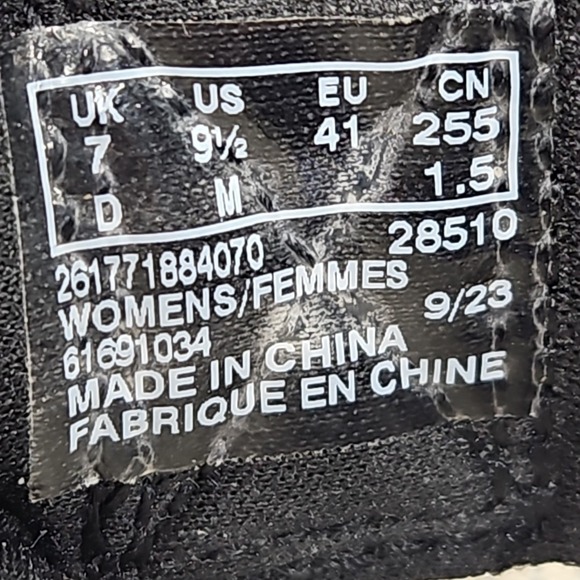 UK US EU CN
7 9½ 41 255
D M 1.5
261771884070 28510
WOMENS/FEMMES 9/23
61691034
MADE IN CHINA
FABRIQUE EN CHINE